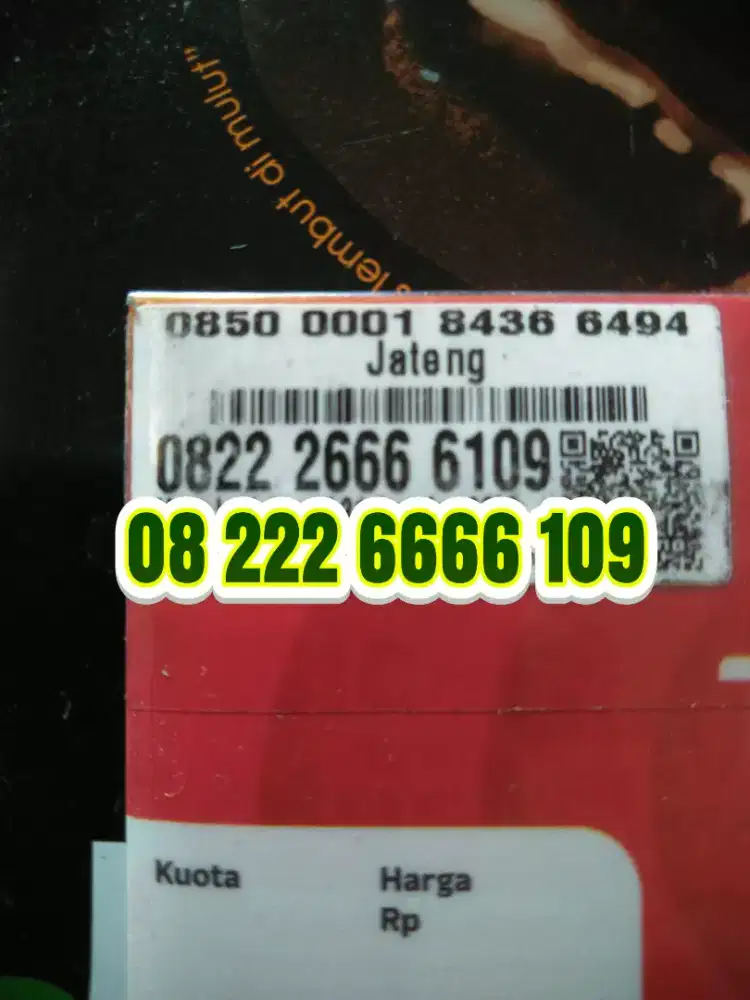 lembut di mulut"
0850 0001 8436 6494
Jateng
0822 2666 6109
08 222 6666 109
Kuota
Harga
Rp